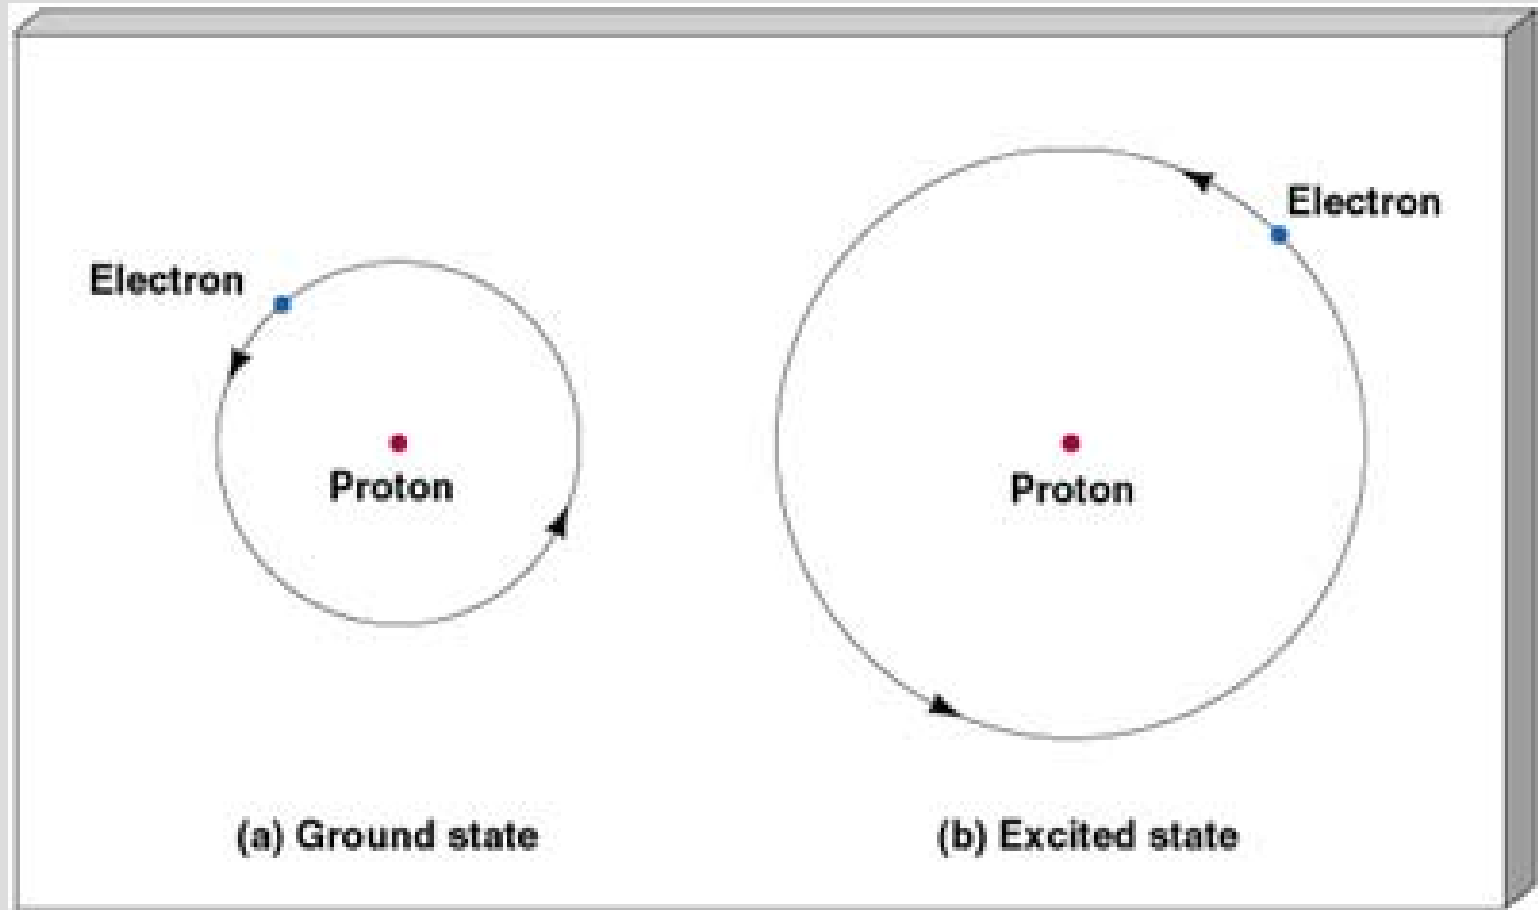 Electron
Proton
(a) Ground state
Electron
Proton
(b) Excited state